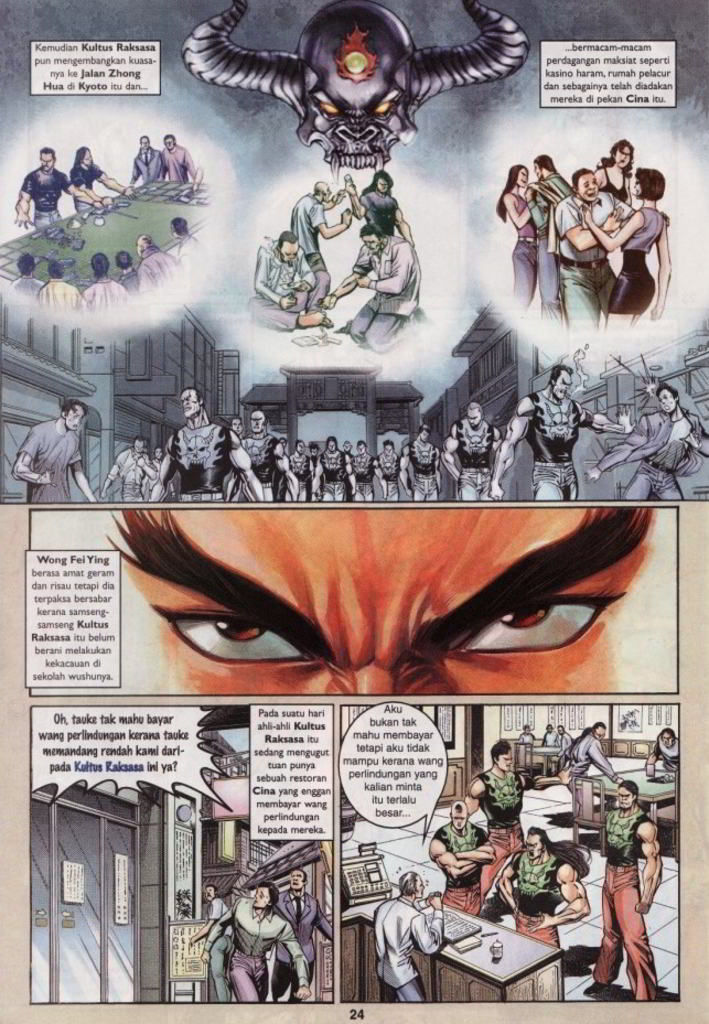 Kemudian Kultus Raksasa
pun mengembangkan kuasa-
nya ke Jalan Zhong
Hua di Kyoto itu dan...
...bermacam-macam
perdagangan maksiat seperti
kasino haram, rumah pelacur
dan sebagainya telah diadakan
mereka di pekan Cina itu.
Wong Fei Ying
berasa amat geram
dan risau tetapi dia
terpaksa bersabar
kerana samseng-
samseng Kultus
Raksasa itu belum
berani melakukan
kekacauan di
sekolah wushunya.
Oh, tauke tak mahu bayar
wang perlindungan kerana tauke
memandang rendah kami dari-
pada Kultus Raksasa ini ya?
Pada suatu hari
ahli-ahli Kultus
Raksasa itu
sedang mengugut
tuan punya
sebuah restoran
Cina yang enggan
membayar wang
perlindungan
kepada mereka.
Aku
bukan tak
mahu membayar
tetapi aku tidak
mampu kerana wang
perlindungan yang
kalian minta
itu terlalu
besar...
24